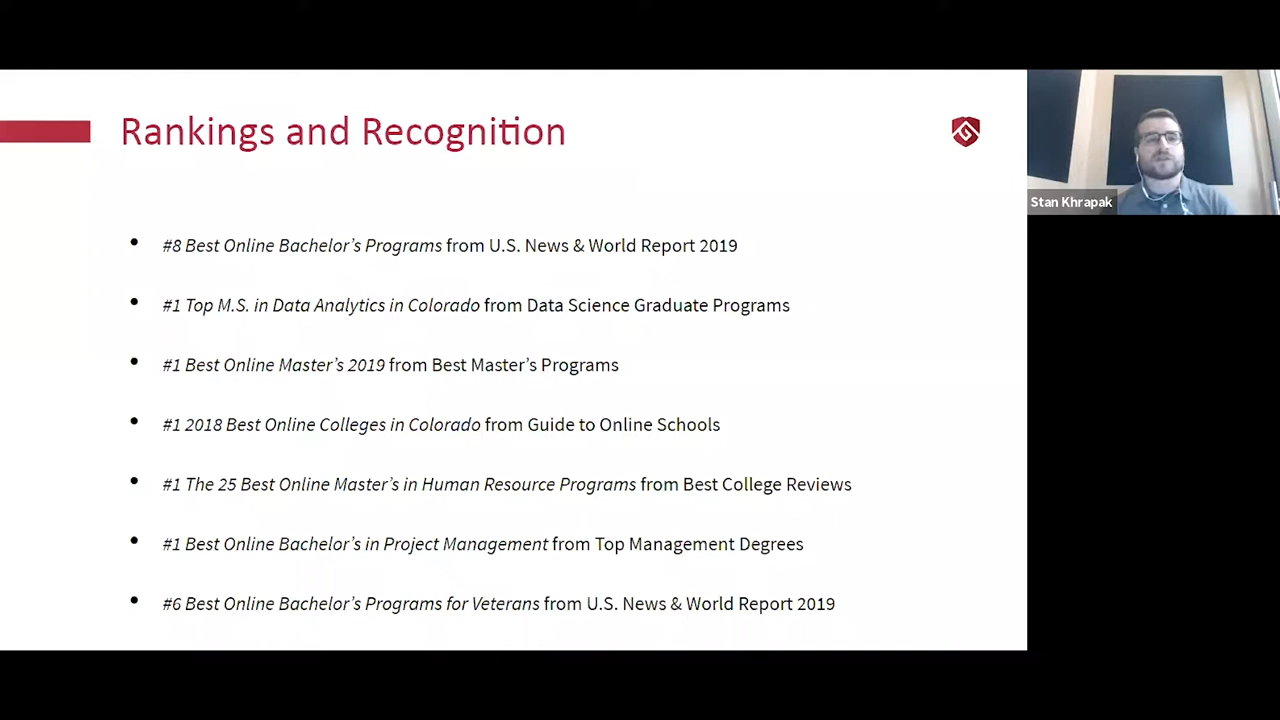 Rankings and Recognition
Stan Khrapak
• #8 Best Online Bachelor’s Programs from U.S. News & World Report 2019
• #1 Top M.S. in Data Analytics in Colorado from Data Science Graduate Programs
• #1 Best Online Master’s 2019 from Best Master’s Programs
• #1 2018 Best Online Colleges in Colorado from Guide to Online Schools
• #1 The 25 Best Online Master’s in Human Resource Programs from Best College Reviews
• #1 Best Online Bachelor’s in Project Management from Top Management Degrees
• #6 Best Online Bachelor’s Programs for Veterans from U.S. News & World Report 2019